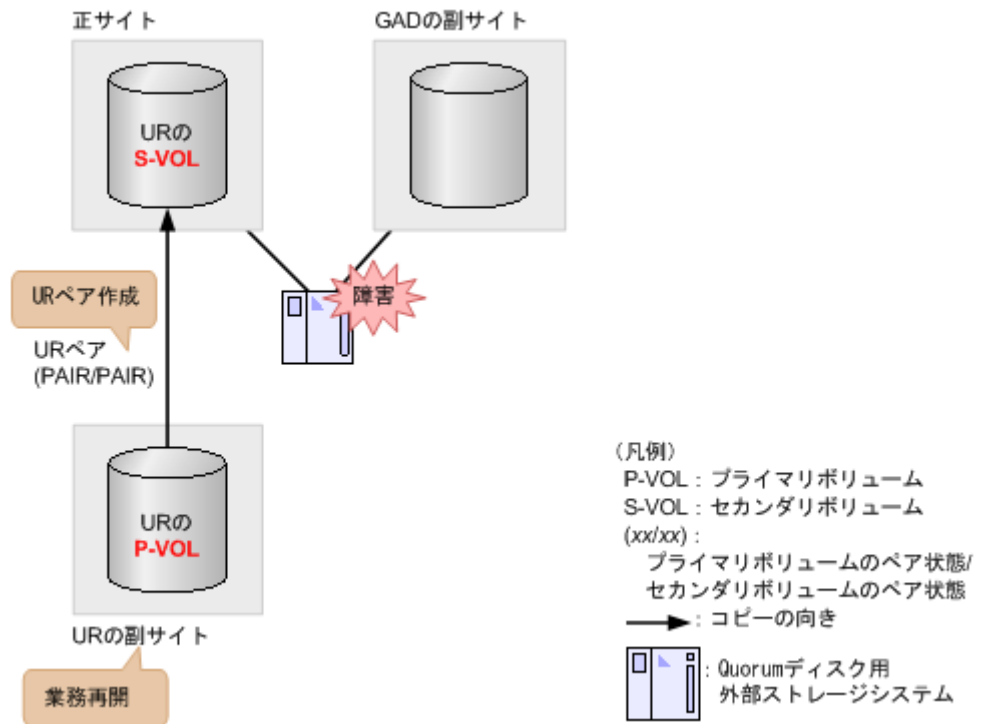 正サイト
GADの副サイト
URの
S-VOL
障害
URペア作成
URペア
(PAIR/PAIR)
URの
P-VOL
URの副サイト
業務再開
(凡例)
P-VOL : プライマリボリューム
S-VOL : セカンダリボリューム
(xx/xx) :
プライマリボリュームのペア状態/
セカンダリボリュームのペア状態
: コピーの向き
: Quorumディスク用
外部ストレージシステム